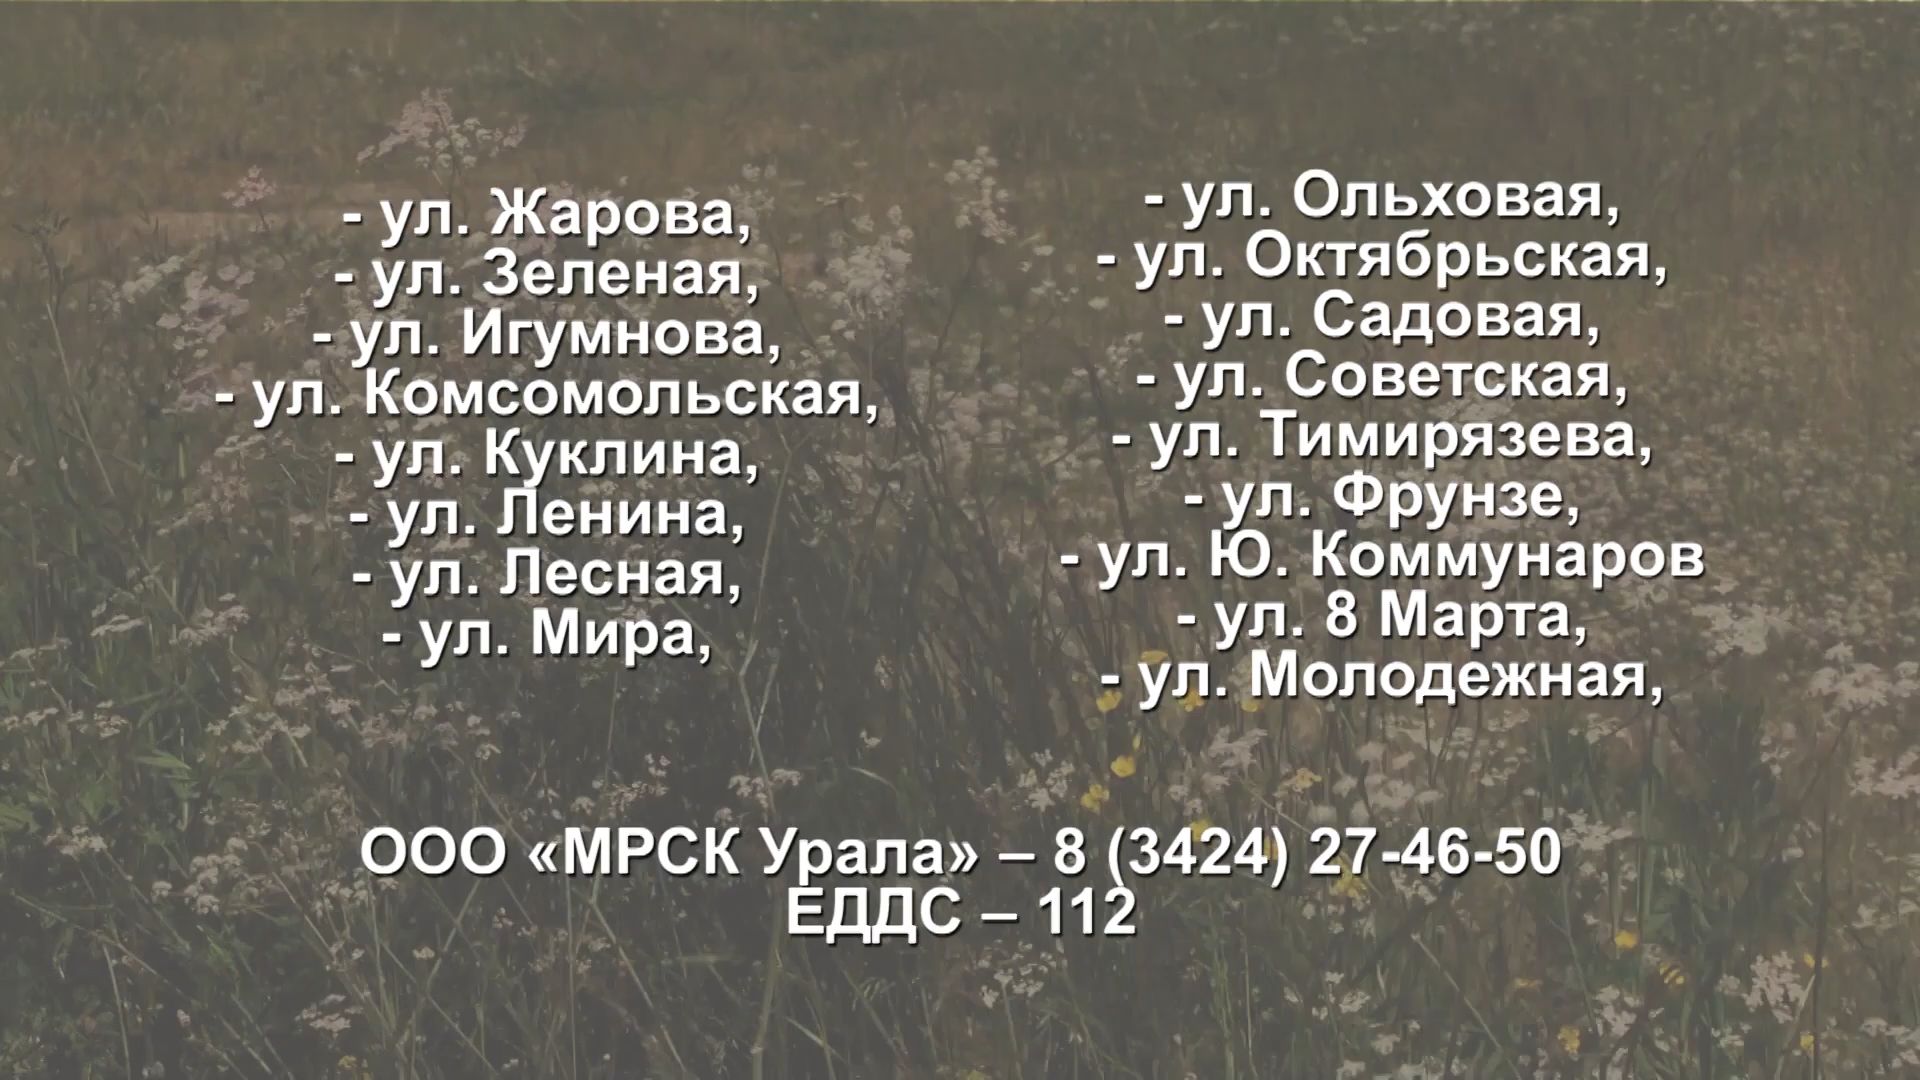 - ул. Жарова,
- ул. Зеленая,
- ул. Игумнова,
- ул. Комсомольская,
- ул. Куклина,
- ул. Ленина,
- ул. Лесная,
- ул. Мира,
- ул. Ольховая,
- ул. Октябрьская,
- ул. Садовая,
- ул. Советская,
- ул. Тимирязева,
- ул. Фрунзе,
- ул. Ю. Коммунаров
- ул. 8 Марта,
- ул. Молодежная,
ООО «МРСК Урала» – 8 (3424) 27-46-50
ЕДДС – 112